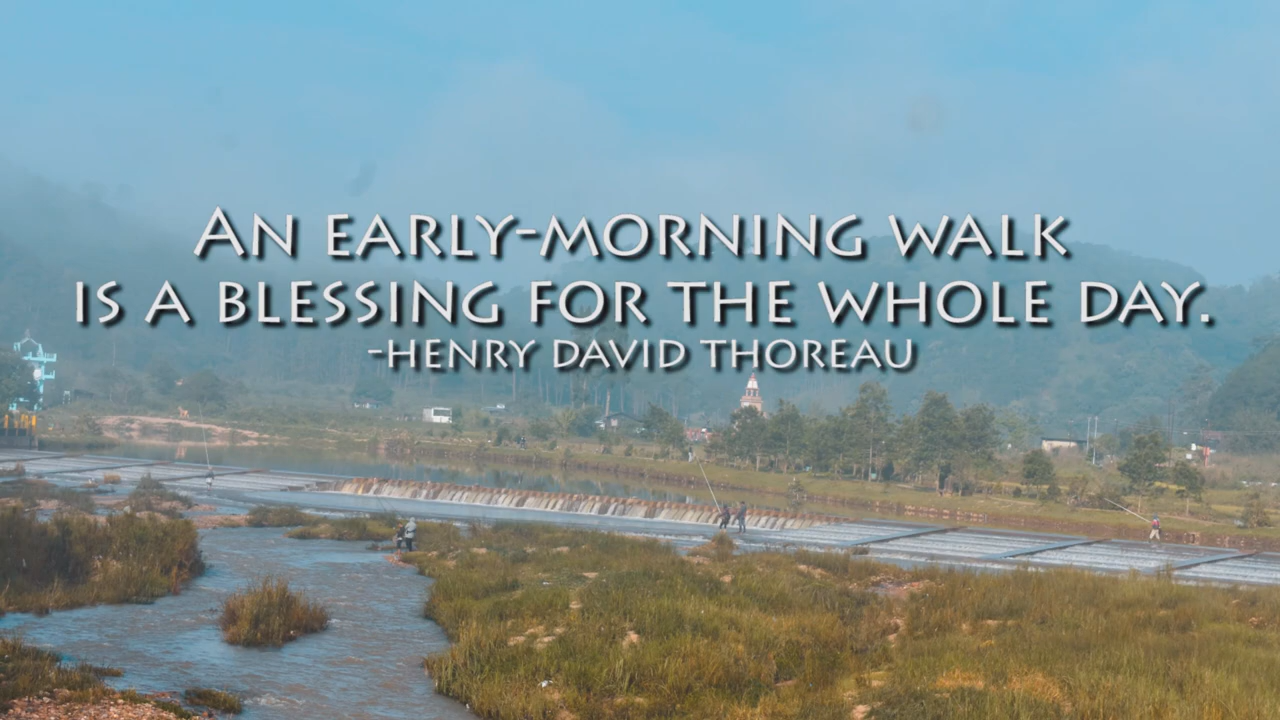 An early-morning walk
is a blessing for the whole day.
-Henry David Thoreau